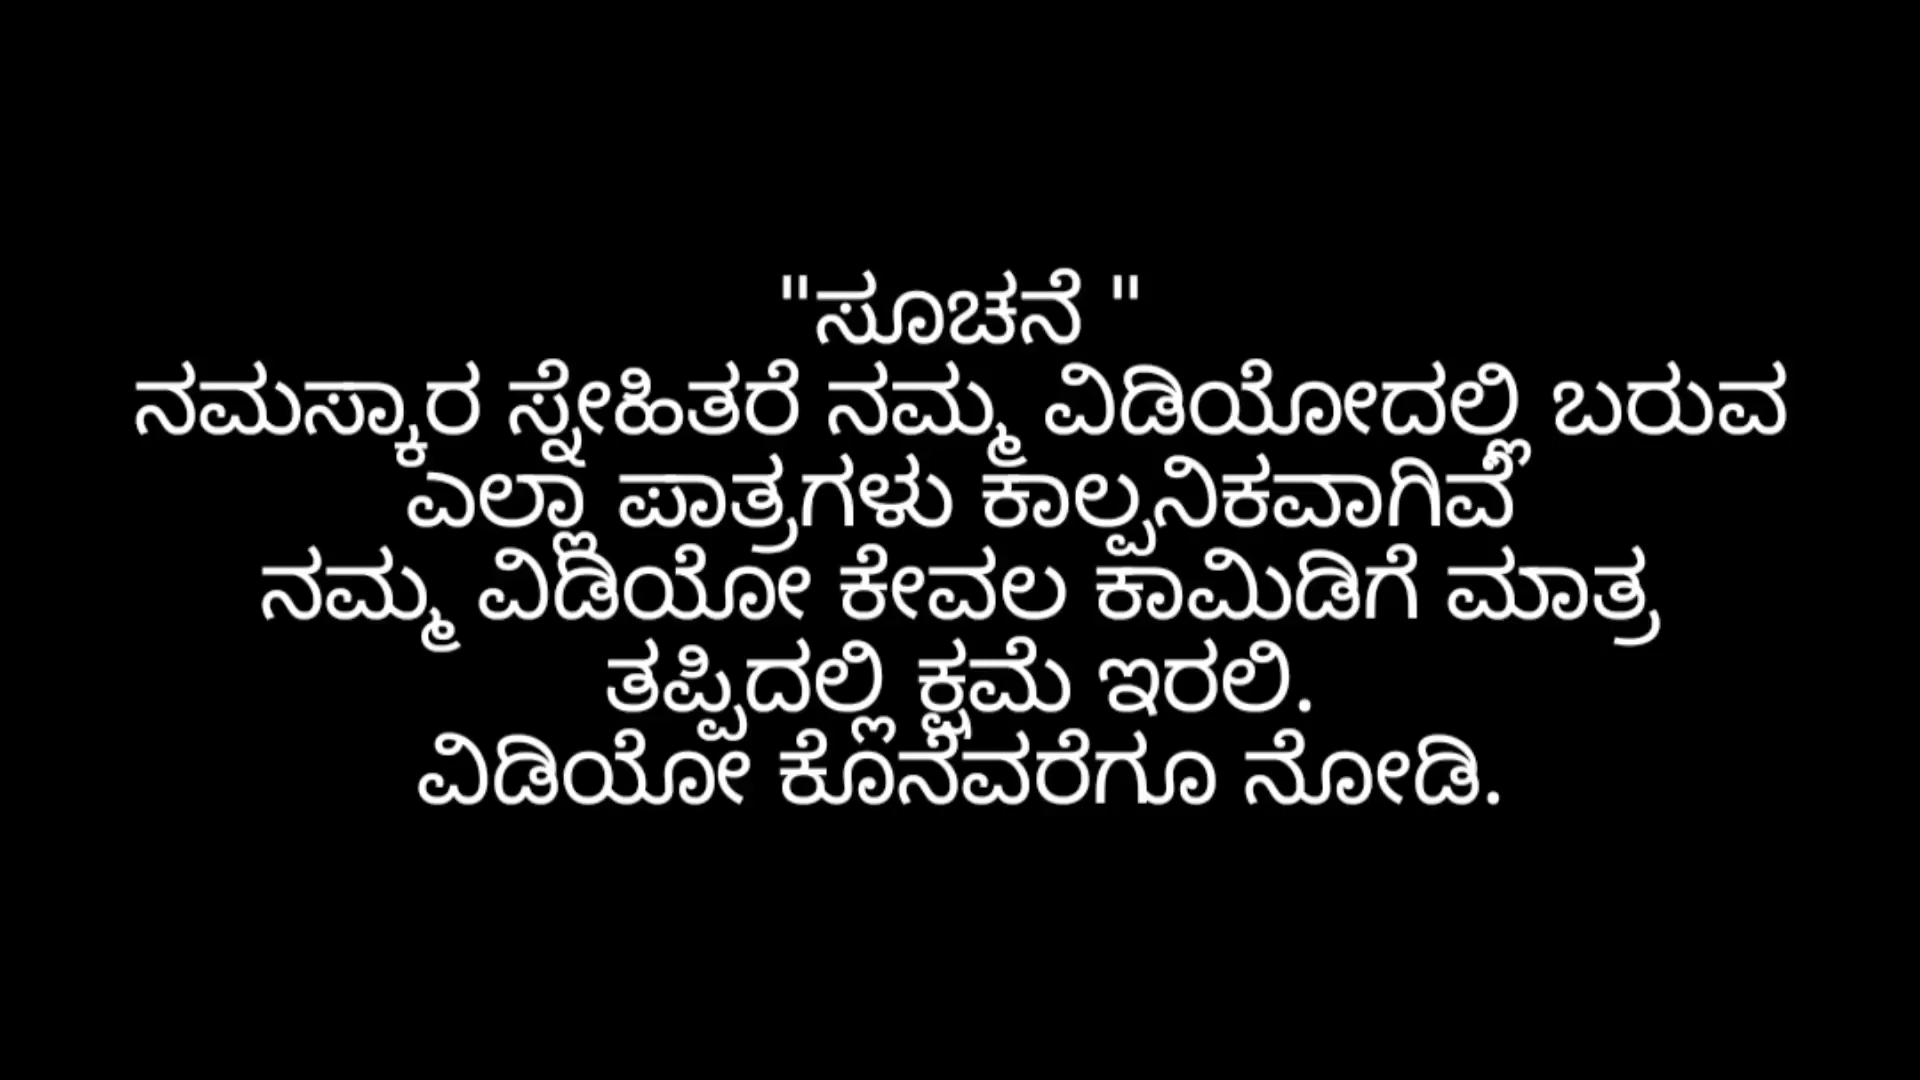 "ಸೂಚನೆ "
ನಮಸ್ಕಾರ ಸ್ನೇಹಿತರೆ ನಮ್ಮ ವಿಡಿಯೋದಲ್ಲಿ ಬರುವ
ಎಲ್ಲಾ ಪಾತ್ರಗಳು ಕಾಲ್ಪನಿಕವಾಗಿವೆ
ನಮ್ಮ ವಿಡಿಯೋ ಕೇವಲ ಕಾಮಿಡಿಗೆ ಮಾತ್ರ
ತಪ್ಪಿದಲ್ಲಿ ಕ್ಷಮೆ ಇರಲಿ.
ವಿಡಿಯೋ ಕೊನೆವರೆಗೂ ನೋಡಿ.